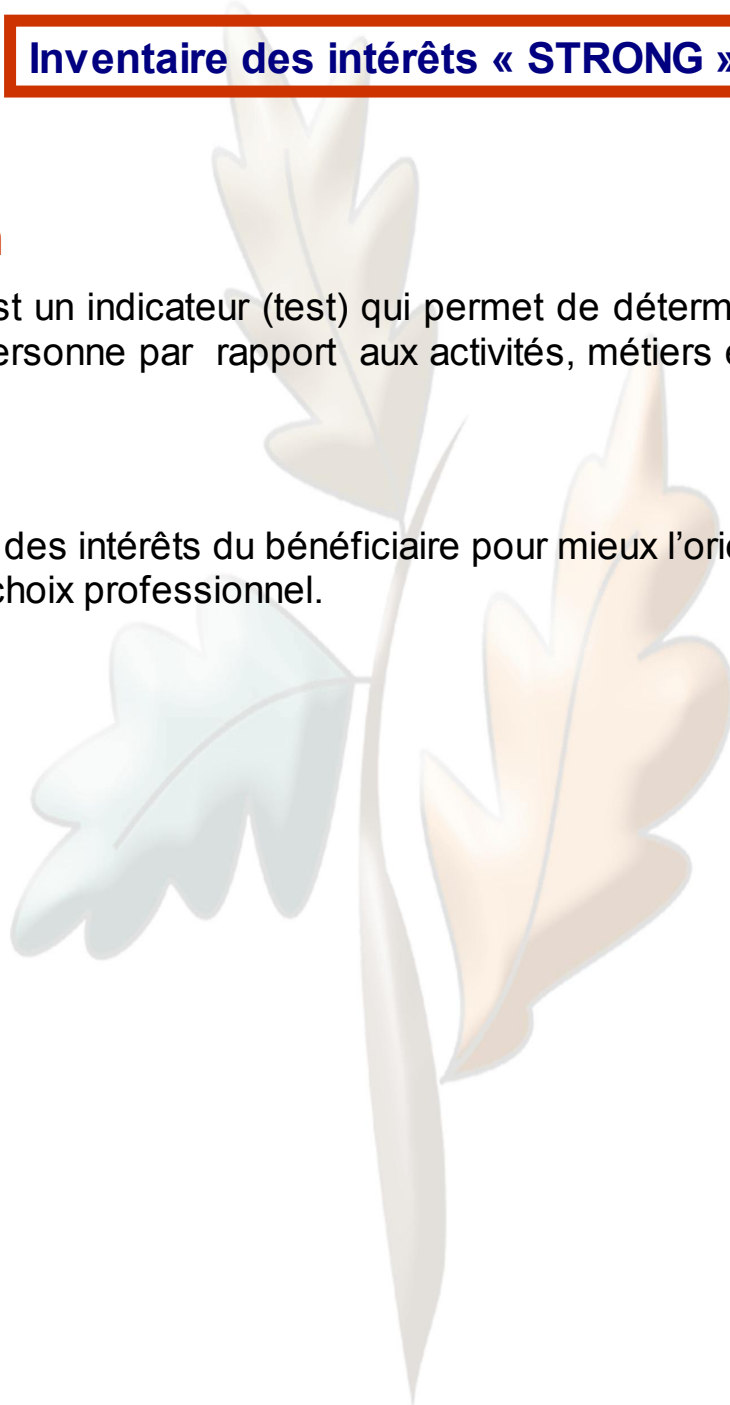 Inventaire des intérêts « STRONG »
st un indicateur (test) qui permet de déterm
ersonne par rapport aux activités, métiers e
des intérêts du bénéficiaire pour mieux l’orie
choix professionnel.